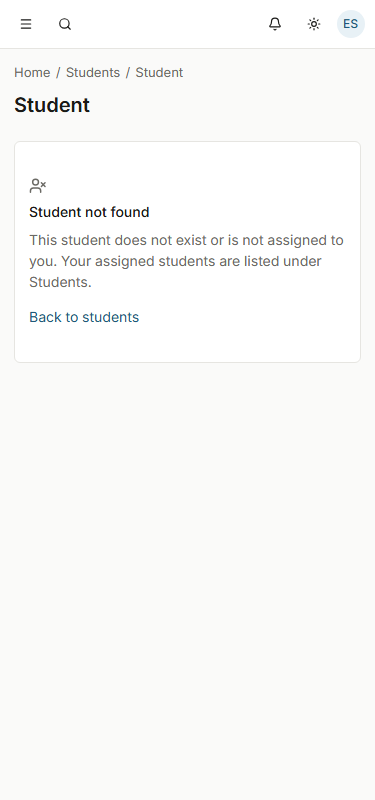 ES
Home / Students / Student
Student
Student not found
This student does not exist or is not assigned to
you. Your assigned students are listed under
Students.
Back to students